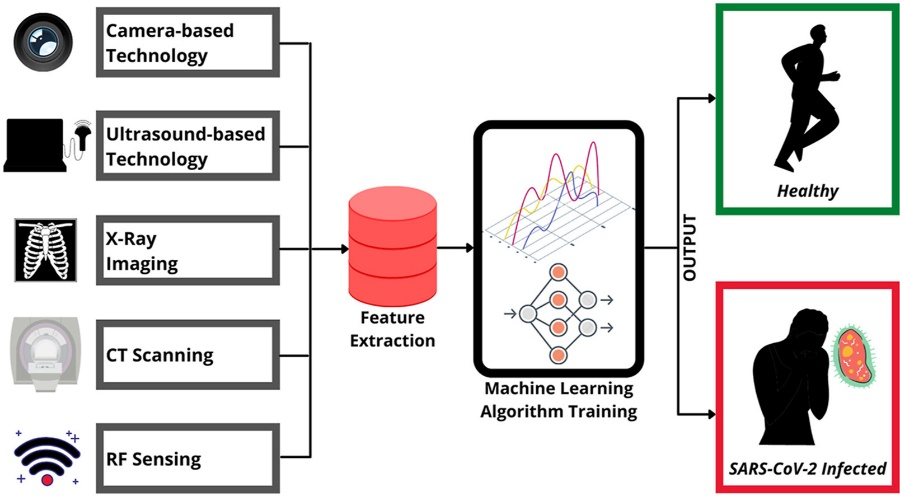 Camera-based
Technology
Ultrasound-based
Technology
X-Ray
Imaging
CT Scanning
RF Sensing
Feature
Extraction
Machine Learning
Algorithm Training
OUTPUT
Healthy
SARS-CoV-2 Infected